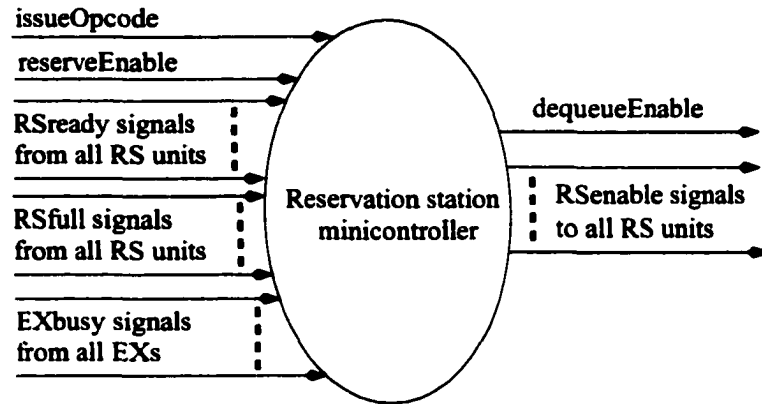 issueOpcode
reserveEnable
RSready signals
from all RS units
RSfull signals
from all RS units
EXbusy signals
from all EXs
Reservation station
minicontroller
dequeueEnable
RSenable signals
to all RS units